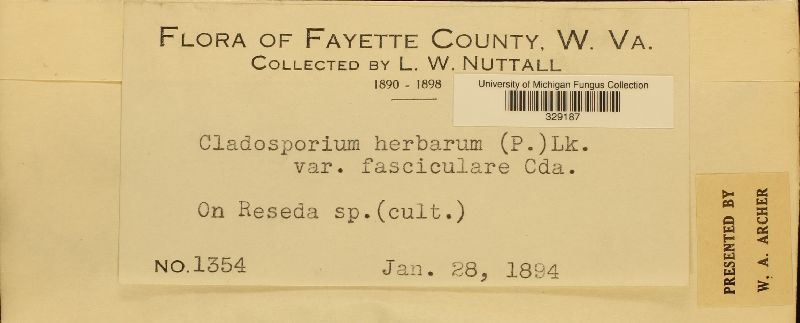 FLORA OF FAYETTE COUNTY, W. VA.
COLLECTED BY L. W. NUTTALL
1890 - 1898
University of Michigan Fungus Collection
329187
Cladosporium herbarum (P.)Lk.
var. fasciculare Cda.
On Reseda sp.(cult.)
NO. 1354
Jan. 28, 1894
PRESENTED BY
W. A. ARCHER